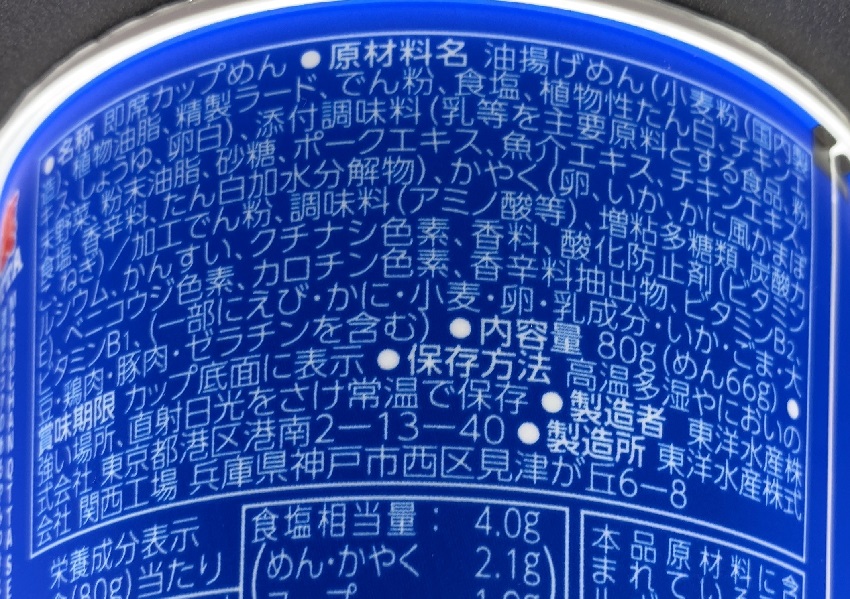 ●名称 即席カップめん ●原材料名 油揚げめん(小麦粉(国内製
造)、植物油脂、精製ラード、でん粉、食塩、植物性たん白、チキンエ
キス、しょうゆ、卵白)、添付調味料(乳等を主要原料とする食品、粉
末野菜、粉末油脂、砂糖、ポークエキス、魚介エキス、チキンエキス、
食塩、香辛料、たん白加水分解物)、かやく(卵、いか、かに風かまぼこ、
ねぎ)/加工でん粉、調味料(アミノ酸等)、増粘多糖類、炭酸カ
ルシウム、かんすい、クチナシ色素、香料、酸化防止剤(ビタミン
E)、ベニコウジ色素、カロチン色素、香辛料抽出物、ビタミンB2、
ビタミンB1、(一部にえび・かに・小麦・卵・乳成分・いか・ごま・大
豆・鶏肉・豚肉・ゼラチンを含む) ●内容量 80g(めん66g) ●
賞味期限 カップ底面に表示 ●保存方法 高温多湿やにおいの
強い場所、直射日光をさけ常温で保存 ●製造者 東洋水産株
式会社 東京都港区港南2ー13ー40 ●製造所 東洋水産株式
会社 関西工場 兵庫県神戸市西区見津が丘6ー8
栄養成分表示
(80g)当たり
食塩相当量: 4.0g
(めん・かやく 2.1g)
スープ 1.9g
本品
原材料
に含
まれて
いる